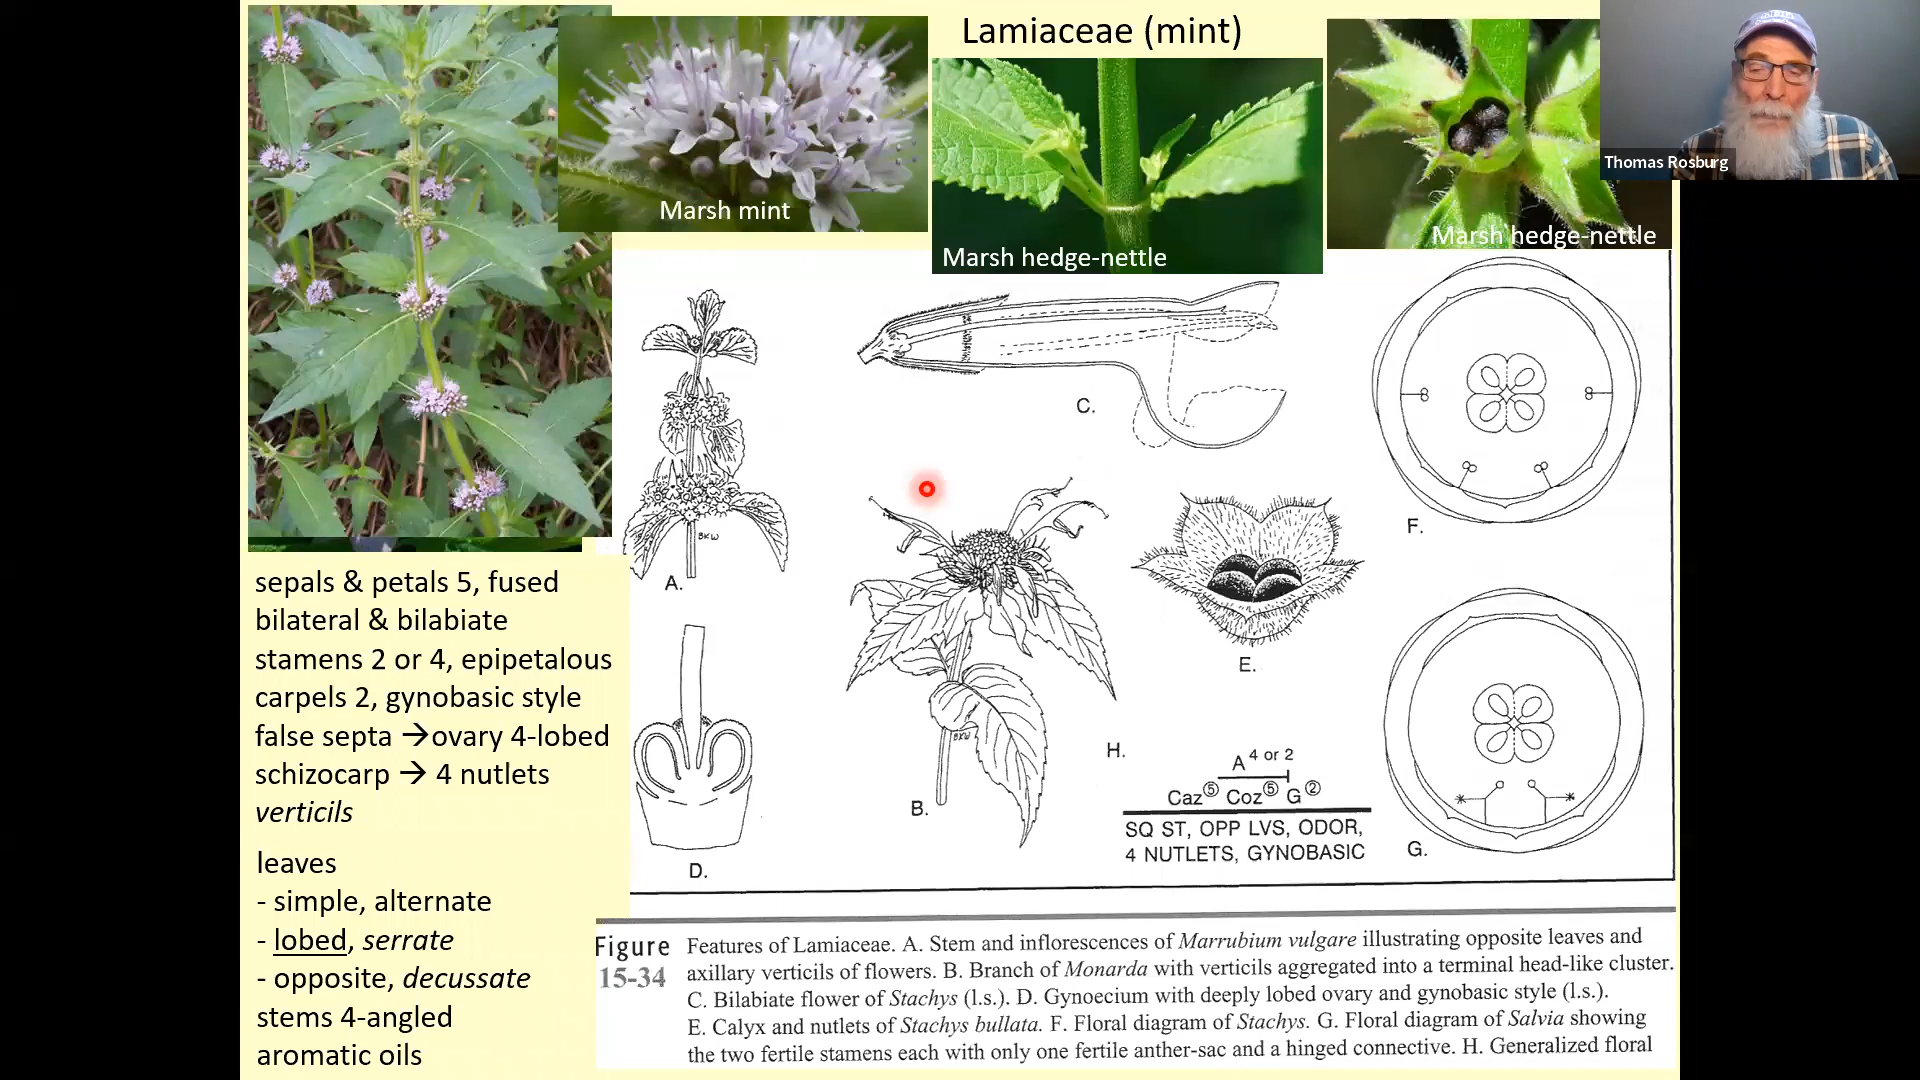 Lamiaceae (mint)
Thomas Rosburg
Marsh mint
Marsh hedge-nettle
Marsh hedge-nettle
sepals & petals 5, fused
bilateral & bilabiate
stamens 2 or 4, epipetalous
carpels 2, gynobasic style
false septa →ovary 4-lobed
schizocarp → 4 nutlets
verticils
leaves
- simple, alternate
- lobed, serrate
- opposite, decussate
stems 4-angled
aromatic oils
BKW
A.
C.
F.
BKW
B.
E.
D.
H.
A 4 or 2
Caz⑤ Coz⑤ G②
SQ ST, OPP LVS, ODOR,
4 NUTLETS, GYNOBASIC
G.
Figure
15-34
Features of Lamiaceae. A. Stem and inflorescences of Marrubium vulgare illustrating opposite leaves and
axillary verticils of flowers. B. Branch of Monarda with verticils aggregated into a terminal head-like cluster.
C. Bilabiate flower of Stachys (l.s.). D. Gynoecium with deeply lobed ovary and gynobasic style (l.s.).
E. Calyx and nutlets of Stachys bullata. F. Floral diagram of Stachys. G. Floral diagram of Salvia showing
the two fertile stamens each with only one fertile anther-sac and a hinged connective. H. Generalized floral